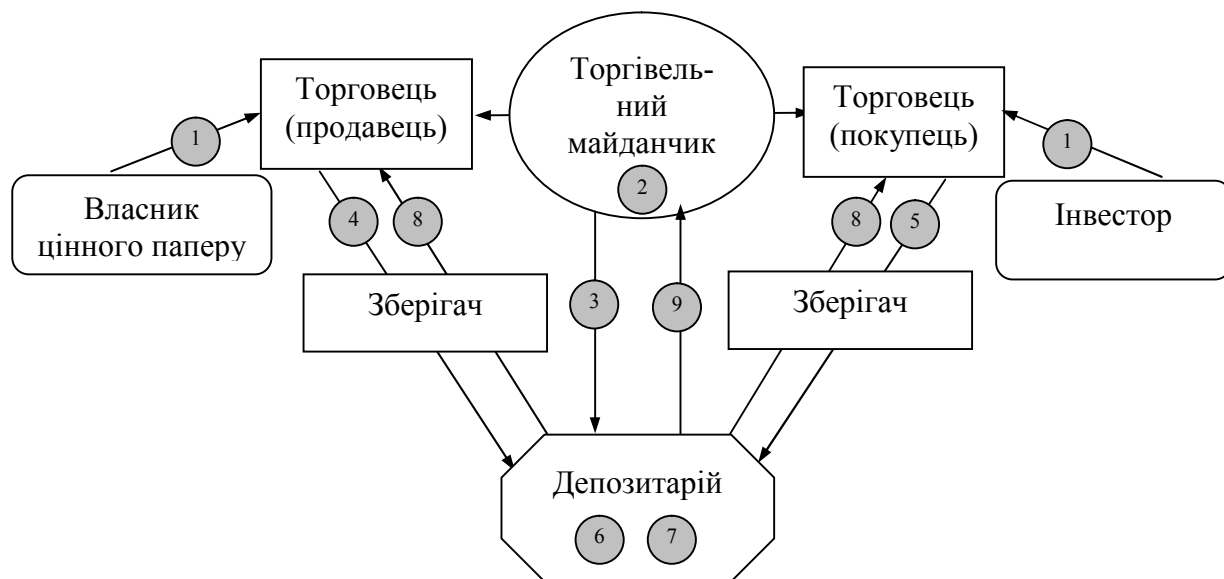 Торгівель-
ний
майданчик
2
Торговець
(продавець)
Торговець
(покупець)
1
1
Власник
цінного паперу
Інвестор
4
8
8
5
Зберігач
3
9
Зберігач
Депозитарій
6
7